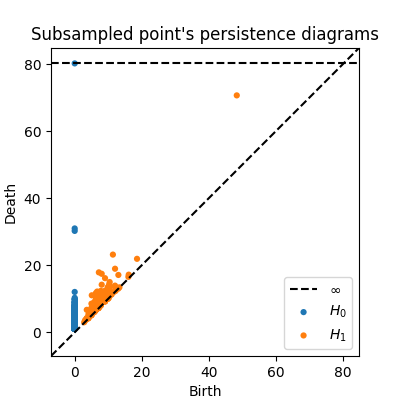 Subsampled point's persistence diagrams
80
60
40
20
0
Death
0 20 40 60 80
Birth
∞
H₀
H₁